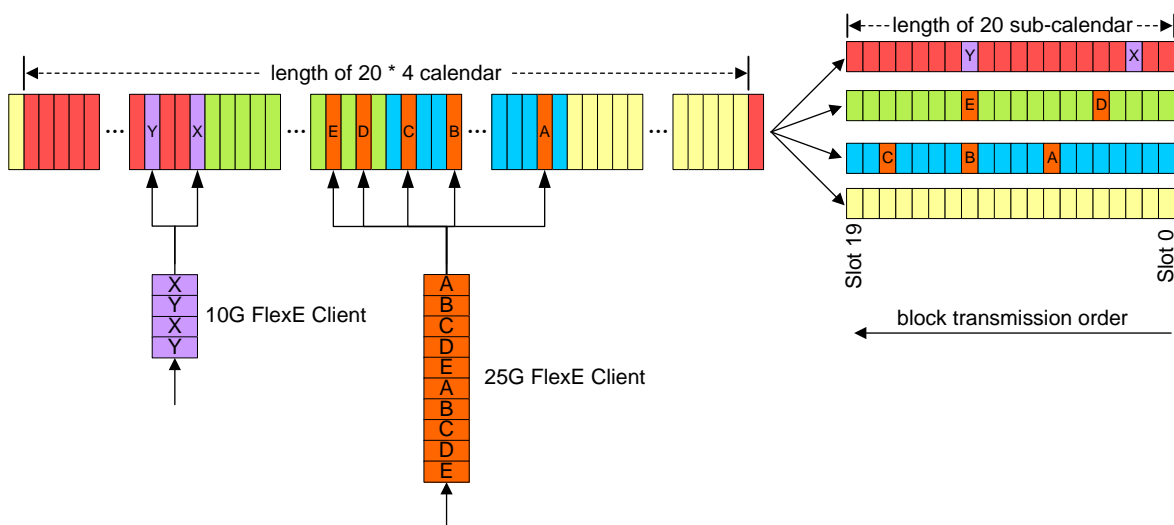 length of 20 sub-calendar
length of 20 * 4 calendar
Y X
... Y X ... E D C B ... A ...
E D
C B A
Slot 19
Slot 0
X
Y
X
Y
10G FlexE Client
A
B
C
D
E
A
B
C
D
E
25G FlexE Client
block transmission order